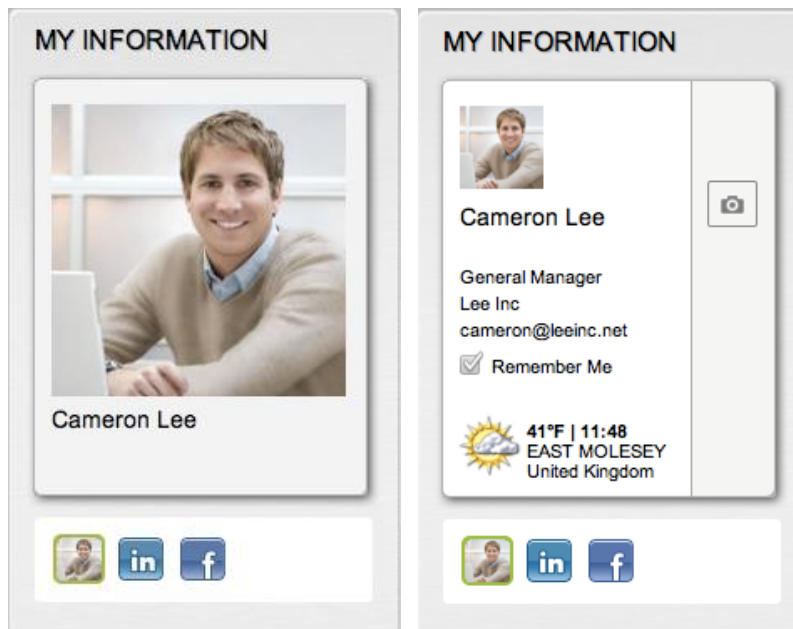 MY INFORMATION
Cameron Lee
in f
MY INFORMATION
Cameron Lee
General Manager
Lee Inc
cameron@leeinc.net
Remember Me
41°F | 11:48
EAST MOLESEY
United Kingdom
in f